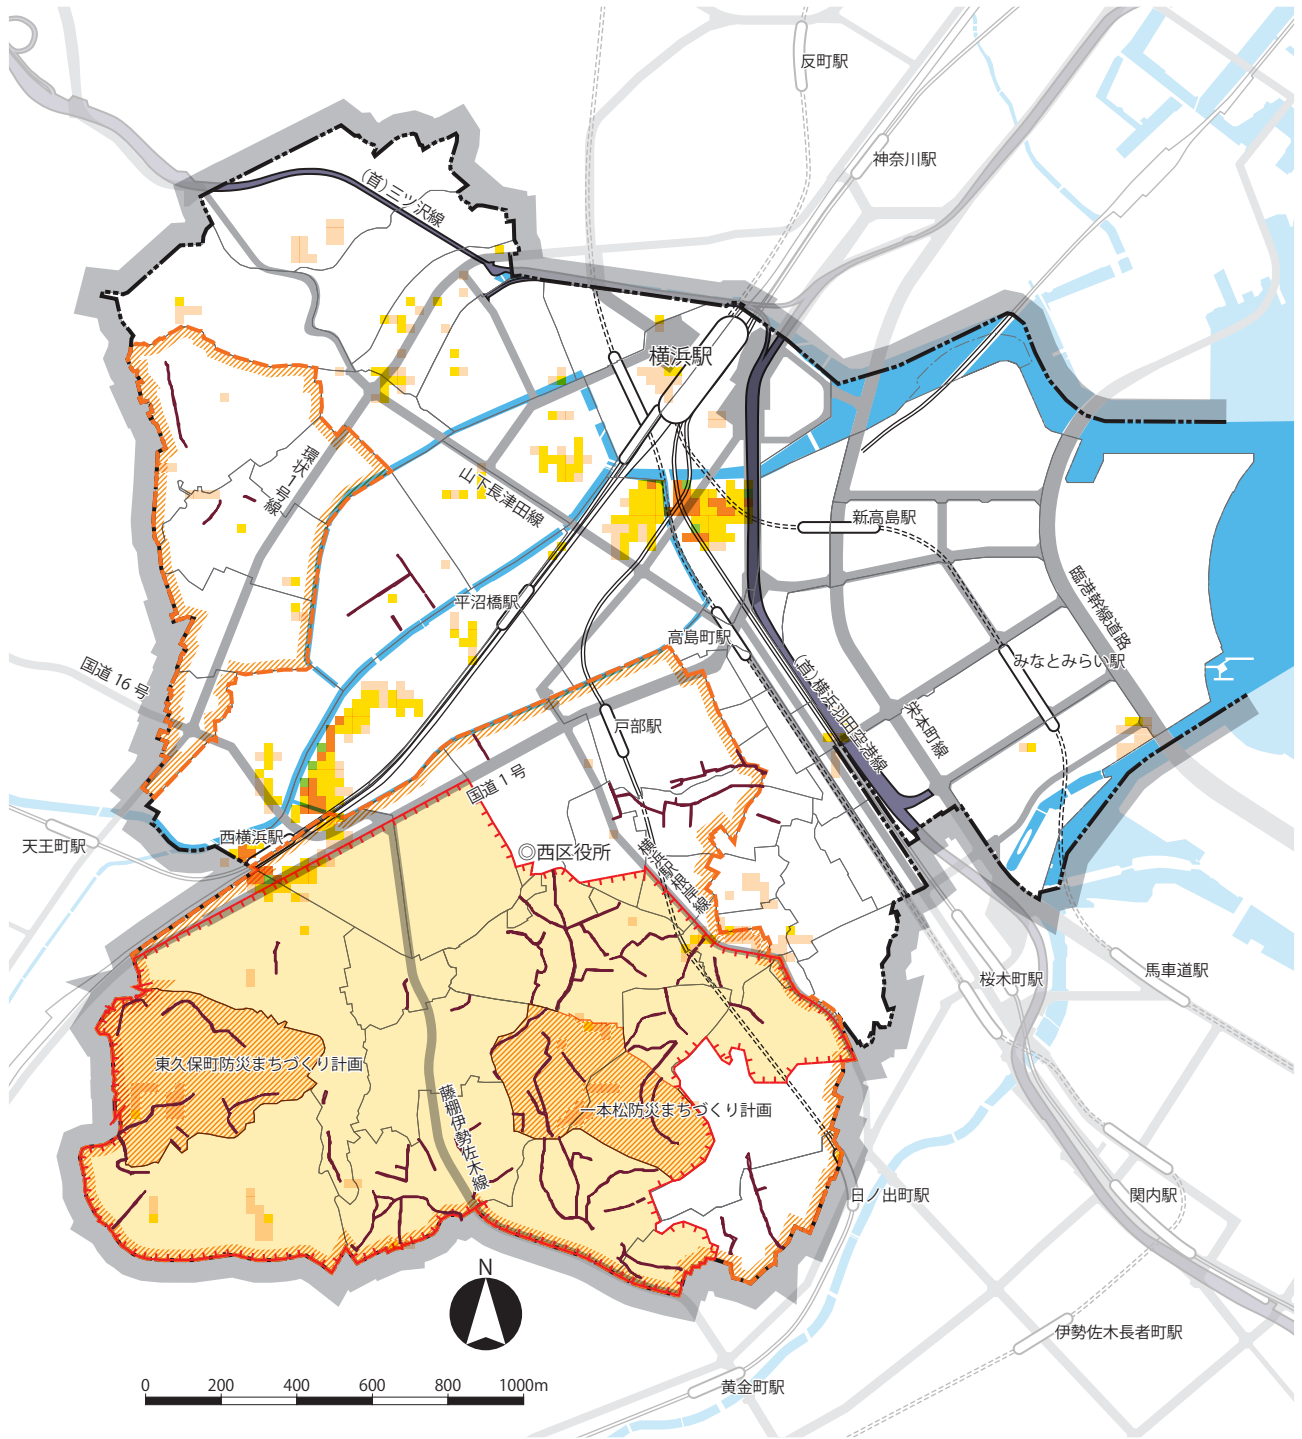 反町駅
神奈川駅
(首)三ツ沢線
横浜駅
環状1号線
山下長津田線
新高島駅
平沼橋駅
高島町駅
臨港幹線道路
みなとみらい駅
国道16号
(首)横浜羽田空港線
栄本町線
戸部駅
国道1号
天王町駅
西横浜駅
◎西区役所
横浜駅根岸線
桜木町駅
馬車道駅
東久保町防災まちづくり計画
藤棚伊勢佐木線
一本松防災まちづくり計画
日ノ出町駅
関内駅
N
伊勢佐木長者町駅
黄金町駅
0 200 400 600 800 1000m